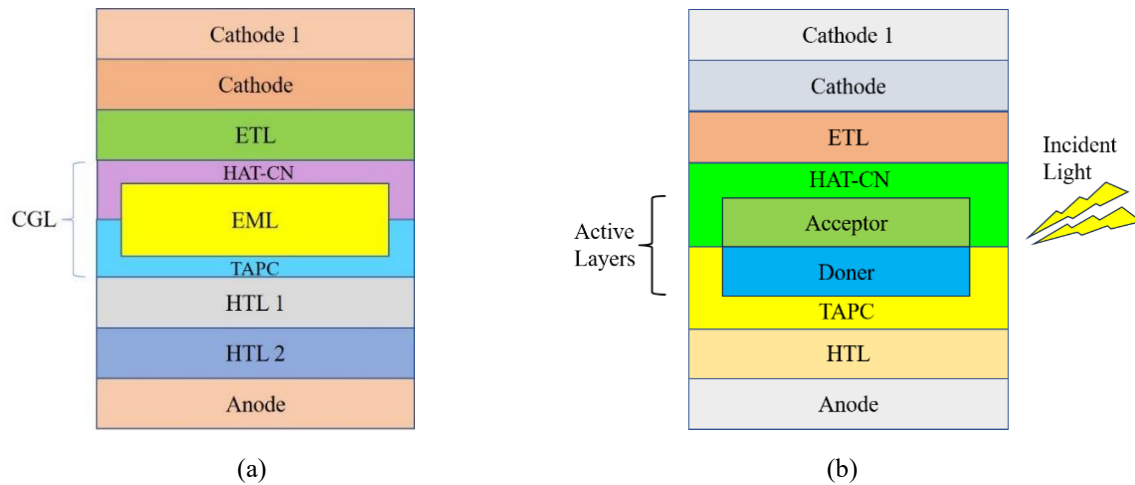 Cathode 1
Cathode
ETL
HAT-CN
CGL
EML
TAPC
HTL 1
HTL 2
Anode
(a)
Cathode 1
Cathode
ETL
Incident
Light
HAT-CN
Active
Layers
Acceptor
Doner
TAPC
HTL
Anode
(b)